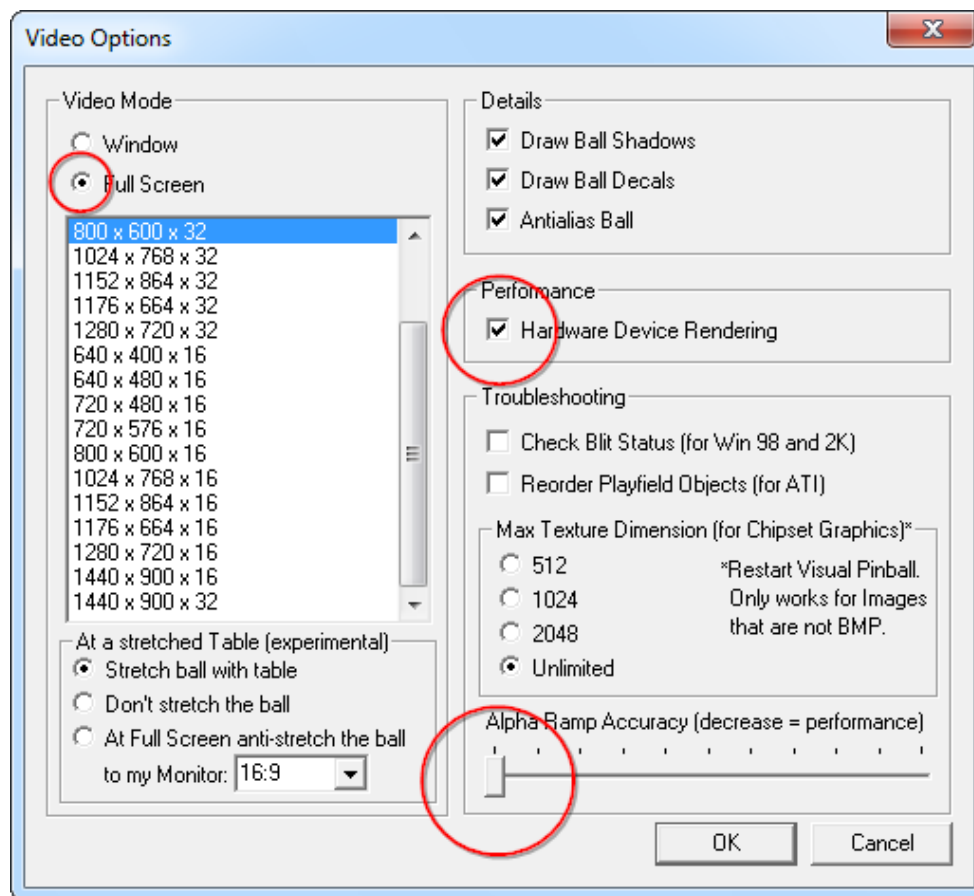 Video Options
Video Mode
Window
Full Screen
800 x 600 x 32
1024 x 768 x 32
1152 x 864 x 32
1176 x 664 x 32
1280 x 720 x 32
640 x 400 x 16
640 x 480 x 16
720 x 480 x 16
720 x 576 x 16
800 x 600 x 16
1024 x 768 x 16
1152 x 864 x 16
1176 x 664 x 16
1280 x 720 x 16
1440 x 900 x 16
1440 x 900 x 32
At a stretched Table (experimental)
Stretch ball with table
Don't stretch the ball
At Full Screen anti-stretch the ball
to my Monitor: 16:9
Details
Draw Ball Shadows
Draw Ball Decals
Antialias Ball
Performance
Hardware Device Rendering
Troubleshooting
Check Blit Status (for Win 98 and 2K)
Reorder Playfield Objects (for ATI)
Max Texture Dimension (for Chipset Graphics)*
512
1024
2048
Unlimited
*Restart Visual Pinball.
Only works for Images
that are not BMP.
Alpha Ramp Accuracy (decrease = performance)
OK
Cancel